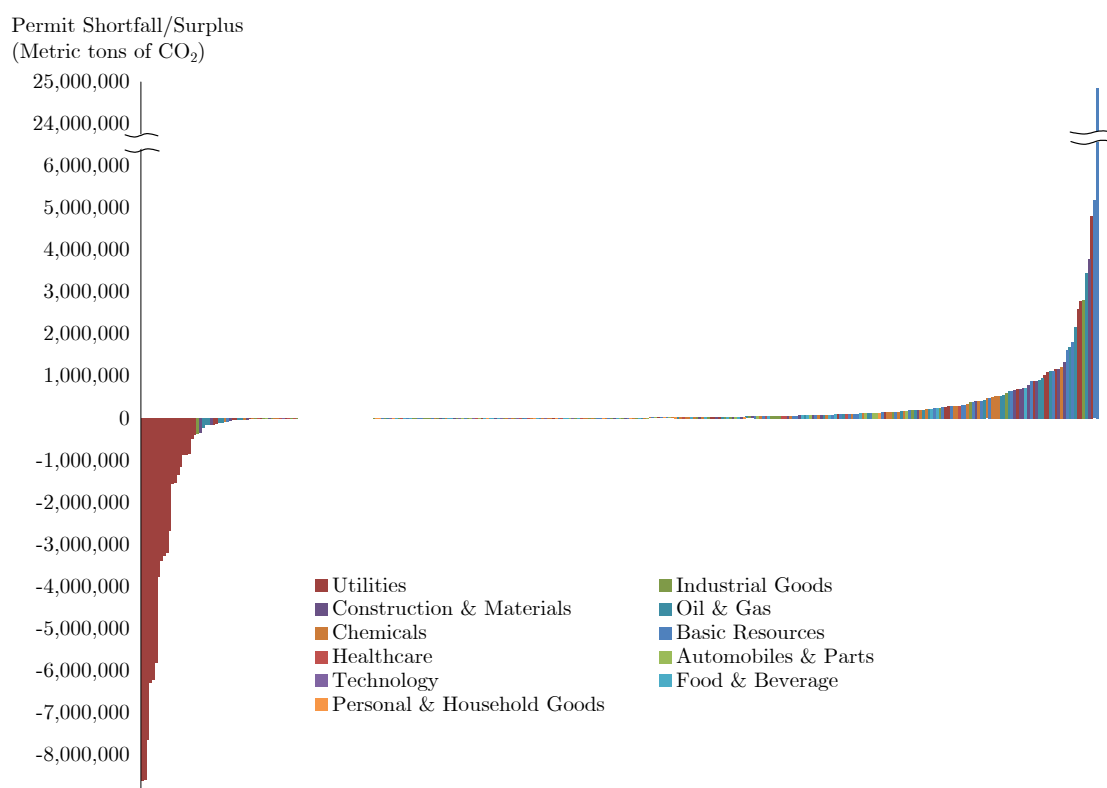 Permit Shortfall/Surplus
(Metric tons of CO₂)
25,000,000
24,000,000
6,000,000
5,000,000
4,000,000
3,000,000
2,000,000
1,000,000
0
-1,000,000
-2,000,000
-3,000,000
-4,000,000
-5,000,000
-6,000,000
-7,000,000
-8,000,000
Utilities
Construction & Materials
Chemicals
Healthcare
Technology
Personal & Household Goods
Industrial Goods
Oil & Gas
Basic Resources
Automobiles & Parts
Food & Beverage